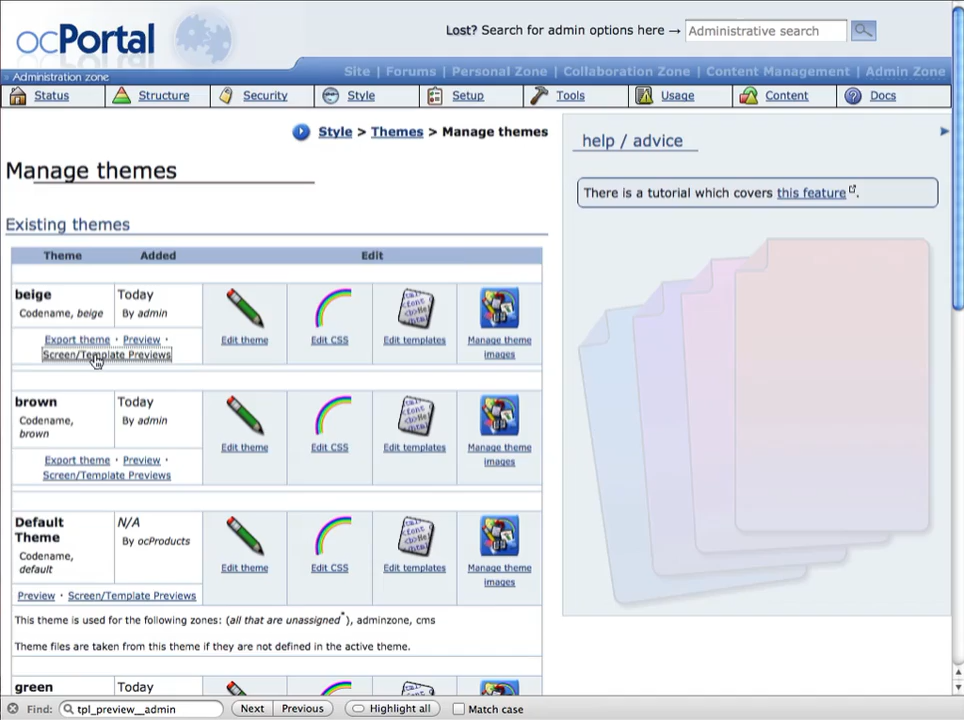 ocPortal
Lost? Search for admin options here → Administrative search
» Administration zone
Site | Forums | Personal Zone | Collaboration Zone | Content Management | Admin Zone
Status Structure Security Style Setup Tools Usage Content Docs
Style > Themes > Manage themes
help / advice
Manage themes
There is a tutorial which covers this feature.
Existing themes
Theme Added Edit
beige
Codename, beige
Today
By admin
Export theme · Preview ·
Screen/Template Previews
Edit theme Edit CSS Edit templates Manage theme images
brown
Codename,
brown
Today
By admin
Export theme · Preview ·
Screen/Template Previews
Edit theme Edit CSS Edit templates Manage theme images
Default
Theme
Codename,
default
N/A
By ocProducts
Preview · Screen/Template Previews
Edit theme Edit CSS Edit templates Manage theme images
This theme is used for the following zones: (all that are unassigned*), adminzone, cms
Theme files are taken from this theme if they are not defined in the active theme.
green Today
Find: tpl_preview__admin Next Previous Highlight all Match case